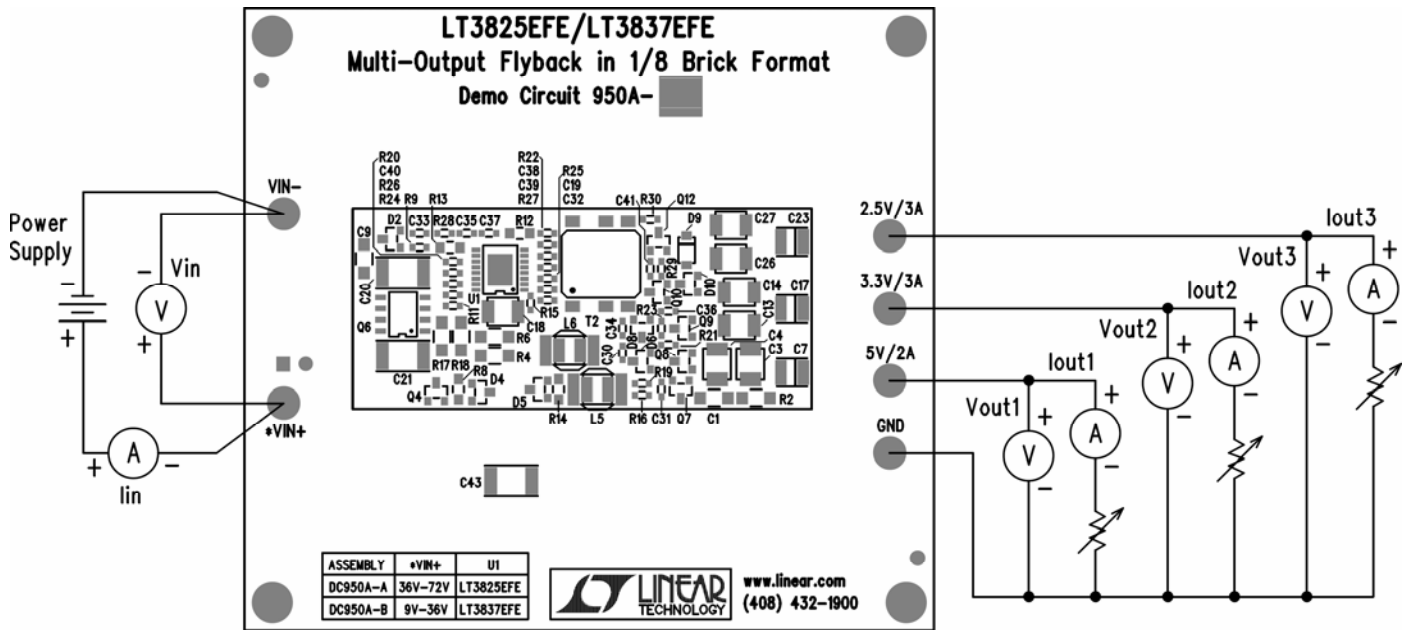 LT3825EFE/LT3837EFE
Multi-Output Flyback in 1/8 Brick Format
Demo Circuit 950A-
Power
Supply
-
+
Vin
-
V
+
+
A
-
Iin
VIN-
*VIN+
R20
C40
R26
R24
R9
R13
R22
C38
C39
R27
R25
C19
C32
C41
R30
Q12
C9
D2
C33
R28
C35
C37
R12
D9
C27
C23
C20
C26
R29
Q10
D10
C14
C17
U1
R11
C18
R15
Q6
L6
T2
R23
C36
C13
C34
D8
D6
Q9
R21
C4
C3
C7
R6
R4
C30
Q8
C21
R17
R18
R8
Q4
D4
D5
R14
L5
R19
R16
C31
Q7
C1
R2
C43
2.5V/3A
3.3V/3A
5V/2A
GND
Iout3
Vout3
+
V
-
+
A
-
Iout2
Vout2
+
V
-
+
A
-
Iout1
Vout1
+
V
-
+
A
-
ASSEMBLY *VIN+ U1
DC950A-A 36V-72V LT3825EFE
DC950A-B 9V-36V LT3837EFE
LINEAR
TECHNOLOGY
www.linear.com
(408) 432-1900